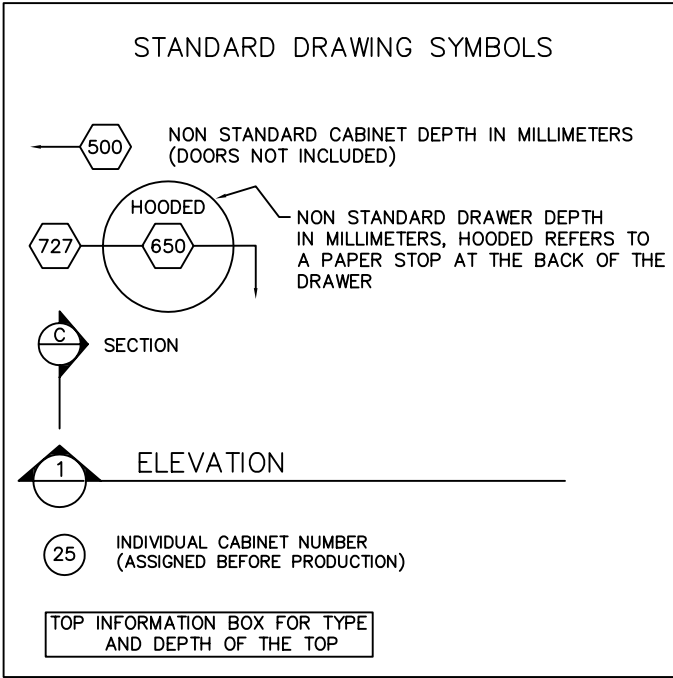 STANDARD DRAWING SYMBOLS
500
NON STANDARD CABINET DEPTH IN MILLIMETERS
(DOORS NOT INCLUDED)
HOODED
727
650
NON STANDARD DRAWER DEPTH
IN MILLIMETERS, HOODED REFERS TO
A PAPER STOP AT THE BACK OF THE
DRAWER
C
SECTION
1
ELEVATION
25
INDIVIDUAL CABINET NUMBER
(ASSIGNED BEFORE PRODUCTION)
TOP INFORMATION BOX FOR TYPE
AND DEPTH OF THE TOP